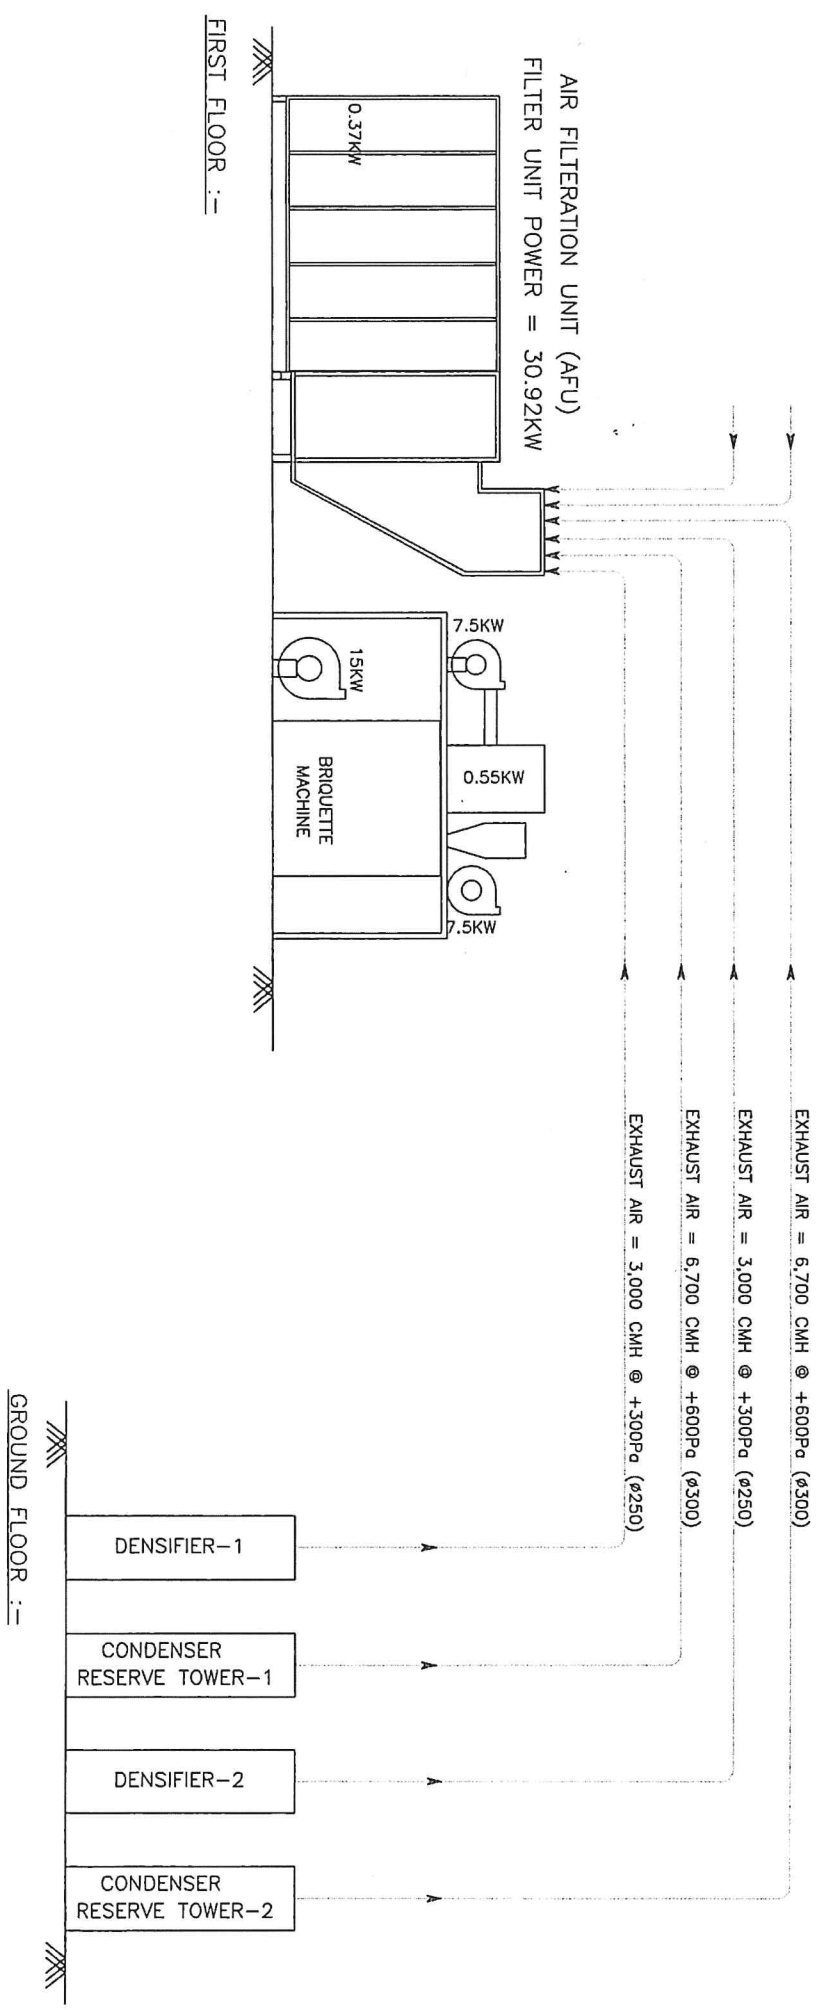 AIR FILTERATION UNIT (AFU)
FILTER UNIT POWER = 30.92KW
0.37KW
FIRST FLOOR :-
7.5KW
15KW
0.55KW
BRIQUETTE
MACHINE
7.5KW
EXHAUST AIR = 6,700 CMH @ +600Pa (ø300)
EXHAUST AIR = 3,000 CMH @ +300Pa (ø250)
EXHAUST AIR = 6,700 CMH @ +600Pa (ø300)
EXHAUST AIR = 3,000 CMH @ +300Pa (ø250)
DENSIFIER-1
CONDENSER
RESERVE TOWER-1
DENSIFIER-2
CONDENSER
RESERVE TOWER-2
GROUND FLOOR :-